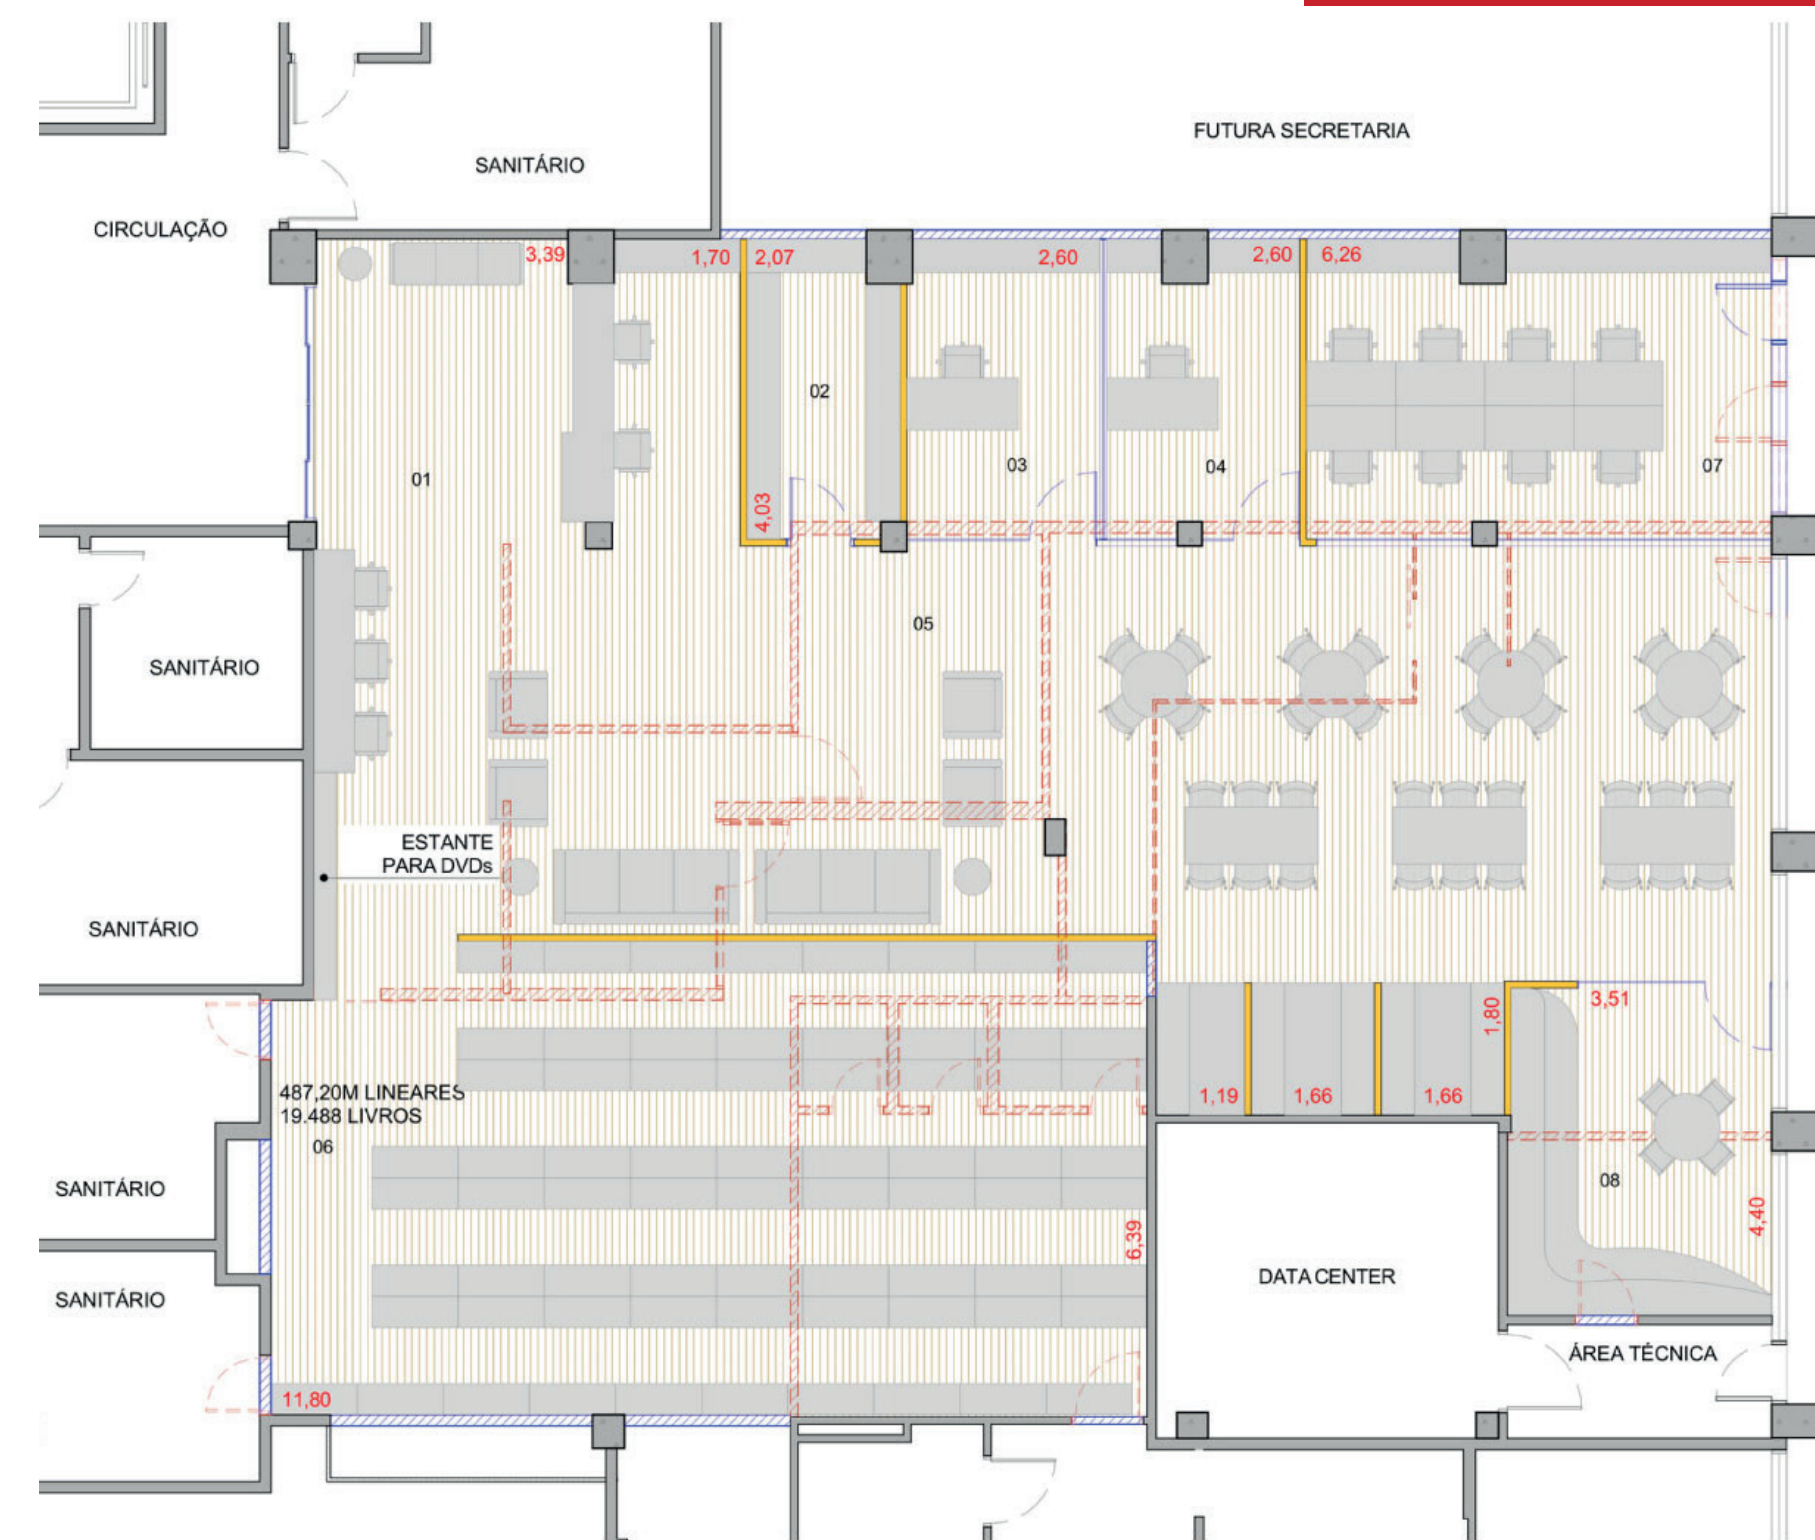 FUTURA SECRETARIA
SANITÁRIO
CIRCULAÇÃO
3,39
1,70
2,07
2,60
2,60
6,26
02
03
04
07
01
4,03
05
SANITÁRIO
ESTANTE
PARA DVDs
SANITÁRIO
3,51
1,80
487,20M LINEARES
19.488 LIVROS
06
1,19
1,66
1,66
SANITÁRIO
08
4,40
6,39
DATA CENTER
SANITÁRIO
ÁREA TÉCNICA
11,80